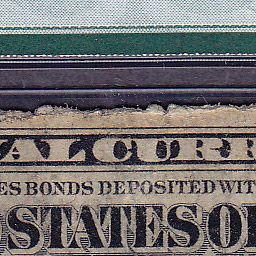 AL CURR
ES BONDS DEPOSITED WIT
STATES O